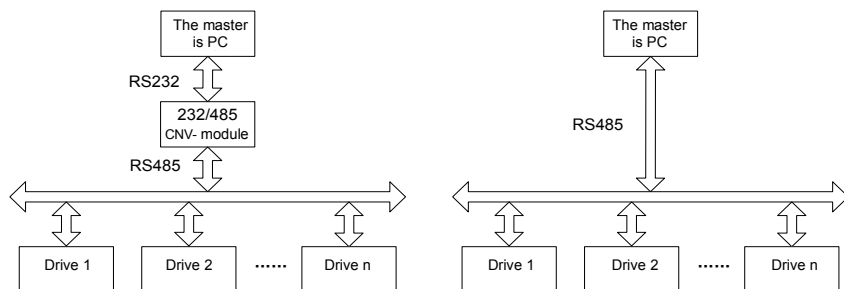 The master
is PC
RS232
232/485
CNV- module
RS485
Drive 1
Drive 2
......
Drive n
The master
is PC
RS485
Drive 1
Drive 2
......
Drive n